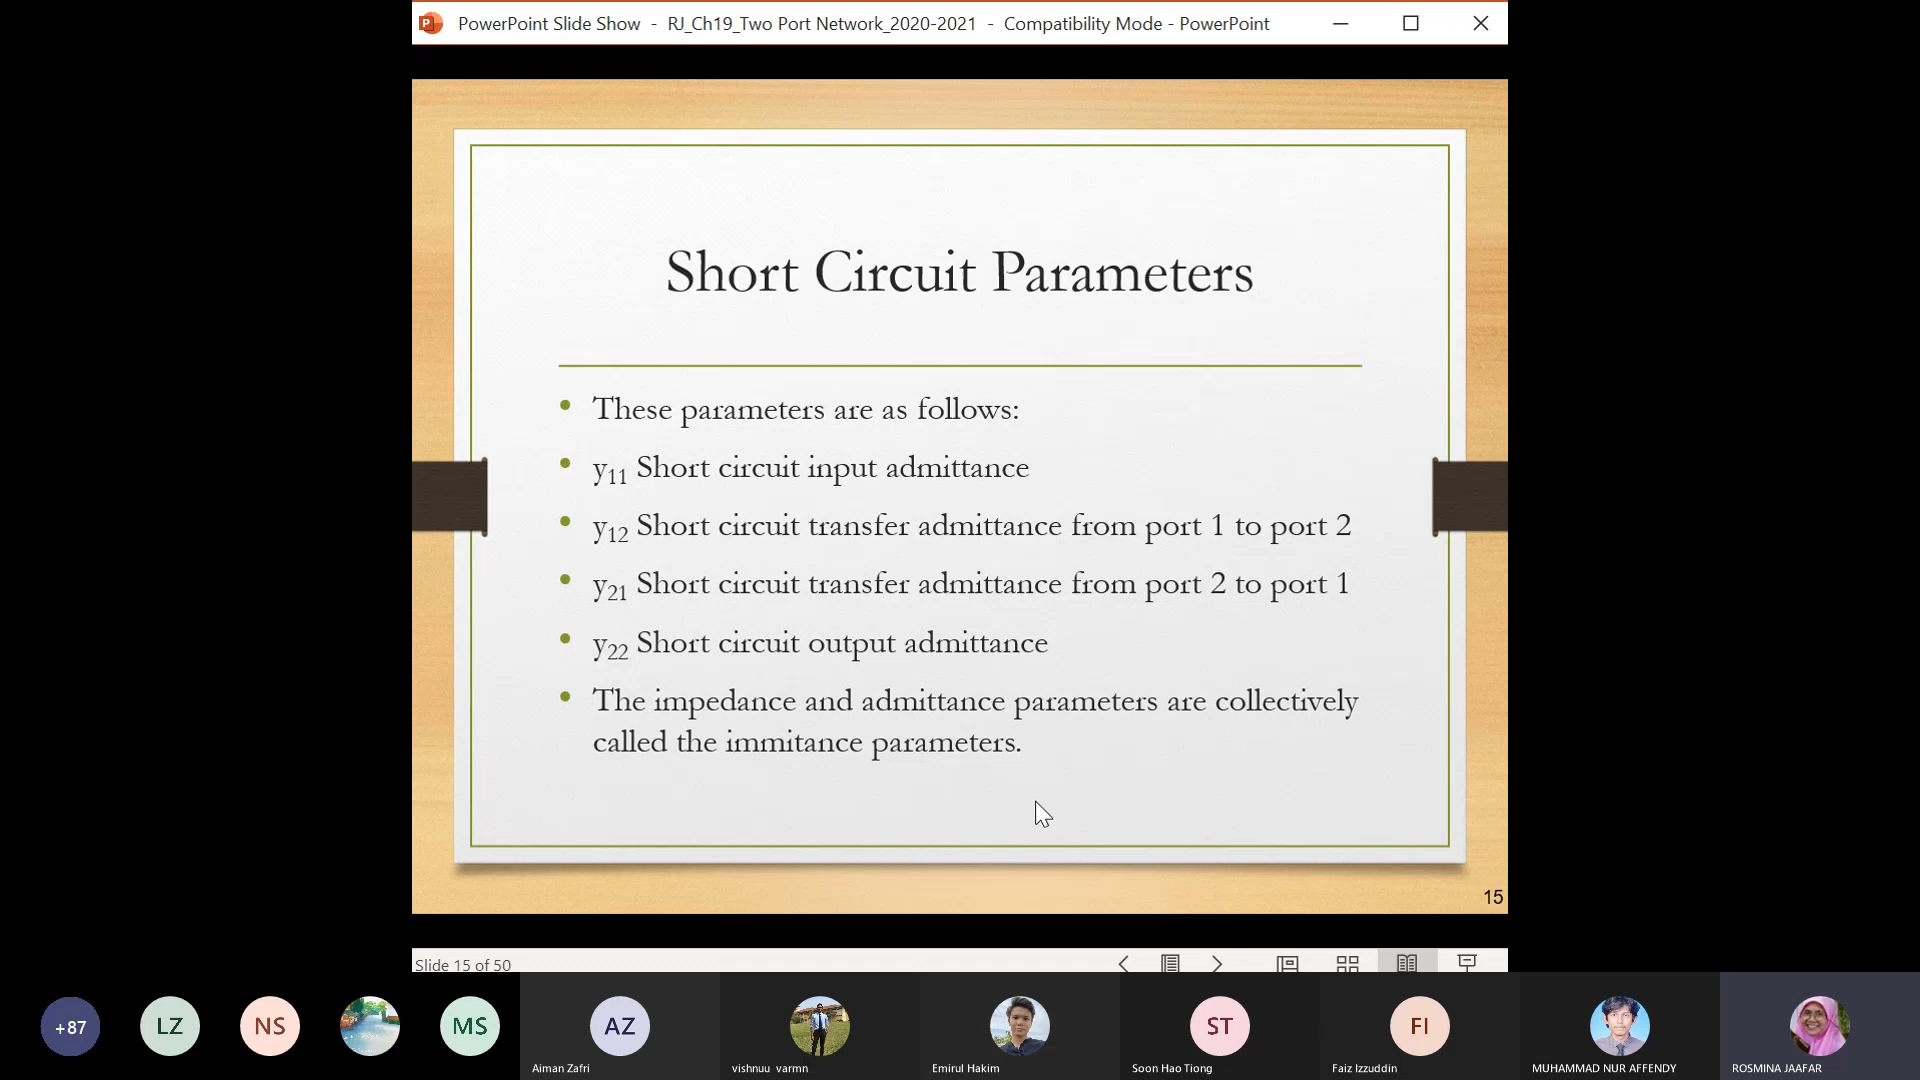 PowerPoint Slide Show - RJ_Ch19_Two Port Network_2020-2021 - Compatibility Mode - PowerPoint
Short Circuit Parameters
• These parameters are as follows:
• y11 Short circuit input admittance
• y12 Short circuit transfer admittance from port 1 to port 2
• y21 Short circuit transfer admittance from port 2 to port 1
• y22 Short circuit output admittance
• The impedance and admittance parameters are collectively
called the immitance parameters.
15
Slide 15 of 50
+87
LZ
NS
MS
AZ
ST
FI
Aiman Zafri
vishnuu varmn
Emirul Hakim
Soon Hao Tiong
Faiz Izzuddin
MUHAMMAD NUR AFFENDY
ROSMINA JAAFAR